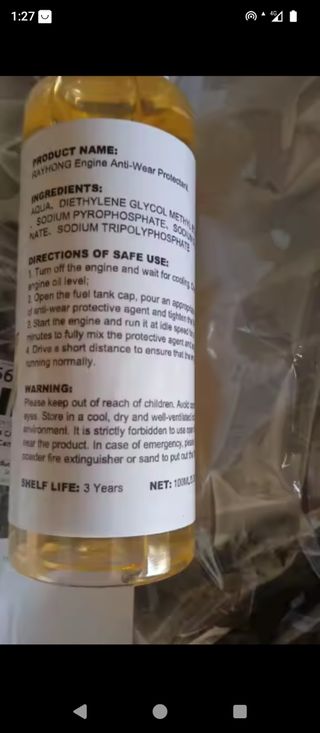 1:27
4G
PRODUCT NAME:
RAYHONG Engine Anti-Wear Protectant
INGREDIENTS:
AQUA、DIETHYLENE GLYCOL METHYL
、SODIUM PYROPHOSPHATE、SODIUM
NATE、SODIUM TRIPOLYPHOSPHATE
DIRECTIONS OF SAFE USE:
1. Turn off the engine and wait for cooling.
engine oil level;
2. Open the fuel tank cap, pour an appropriate
of anti-wear protective agent and tighten the
3. Start the engine and run it at idle speed
minutes to fully mix the protective agent and
4. Drive a short distance to ensure that the
running normally.
WARNING:
Please keep out of reach of children. Avoid
eyes. Store in a cool, dry and well-ventilated
environment. It is strictly forbidden to use
near the product. In case of emergency,
powder fire extinguisher or sand to put out the
SHELF LIFE: 3 Years NET: 100ML